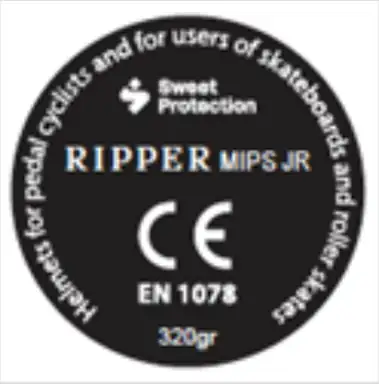 Helmets for pedal cyclists and for users of skateboards and roller skates
Sweet
Protection
RIPPER MIPS JR
CE
EN 1078
320gr